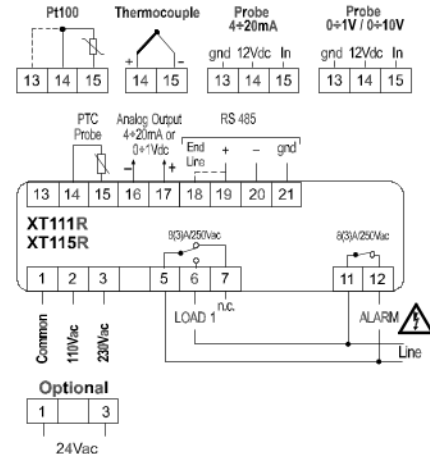 Pt100 Thermocouple Probe 4÷20mA Probe 0÷1V / 0÷10V
gnd 12Vdc In gnd 12Vdc In
+ -
13 14 15 14 15 13 14 15 13 14 15
PTC Probe Analog Output 4÷20mA or 0÷1Vdc RS 485
End Line + - gnd
- +
13 14 15 16 17 18 19 20 21
XT111R
XT115R
8(3)A/250Vac 8(3)A/250Vac
1 2 3 5 6 7 11 12
n.c.
Common 110Vac 230Vac LOAD 1 ALARM
Line
Optional
1 3
24Vac